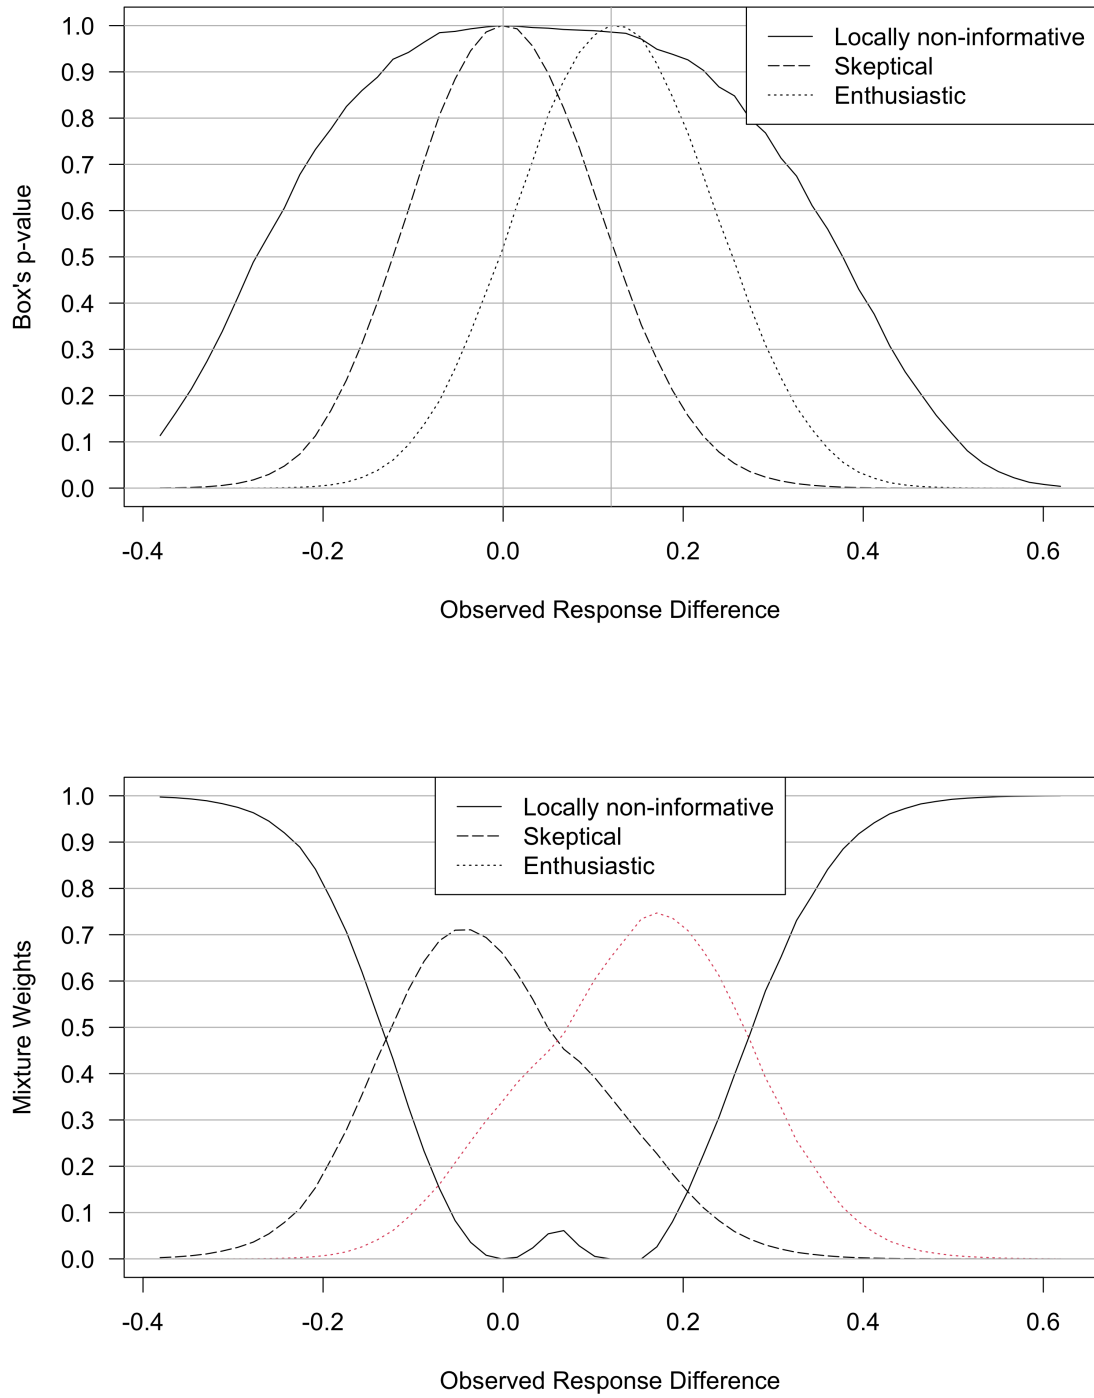 1.0
0.9
0.8
0.7
0.6
0.5
0.4
0.3
0.2
0.1
0.0
Box's p-value
Locally non-informative
Skeptical
Enthusiastic
-0.4 -0.2 0.0 0.2 0.4 0.6
Observed Response Difference
1.0
0.9
0.8
0.7
0.6
0.5
0.4
0.3
0.2
0.1
0.0
Mixture Weights
Locally non-informative
Skeptical
Enthusiastic
-0.4 -0.2 0.0 0.2 0.4 0.6
Observed Response Difference